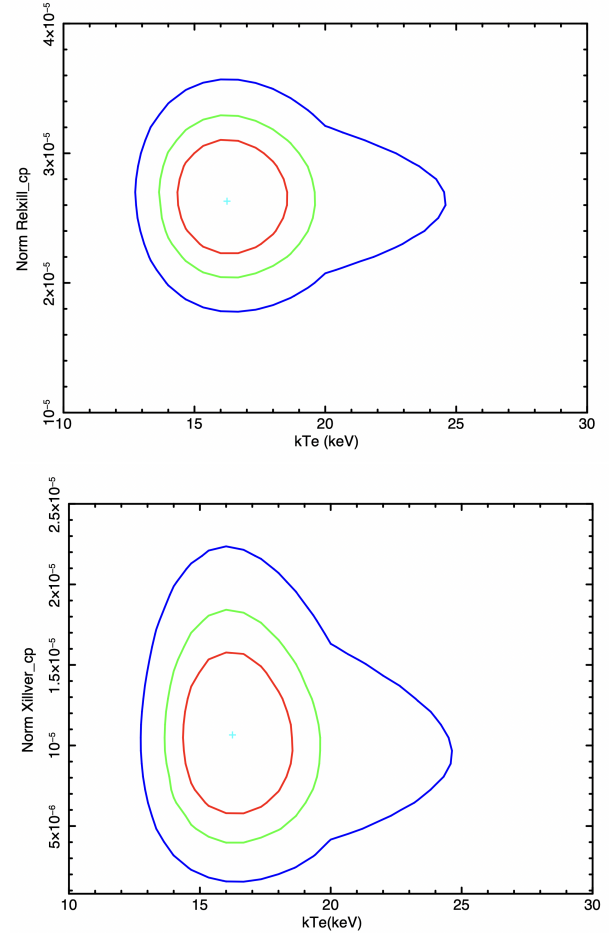 4×10⁻⁵
3×10⁻⁵
2×10⁻⁵
10⁻⁵
Norm Relxill_cp
10 15 20 25 30
kTe (keV)
2.5×10⁻⁵
2×10⁻⁵
1.5×10⁻⁵
10⁻⁵
5×10⁻⁶
Norm Xillver_cp
10 15 20 25 30
kTe(keV)